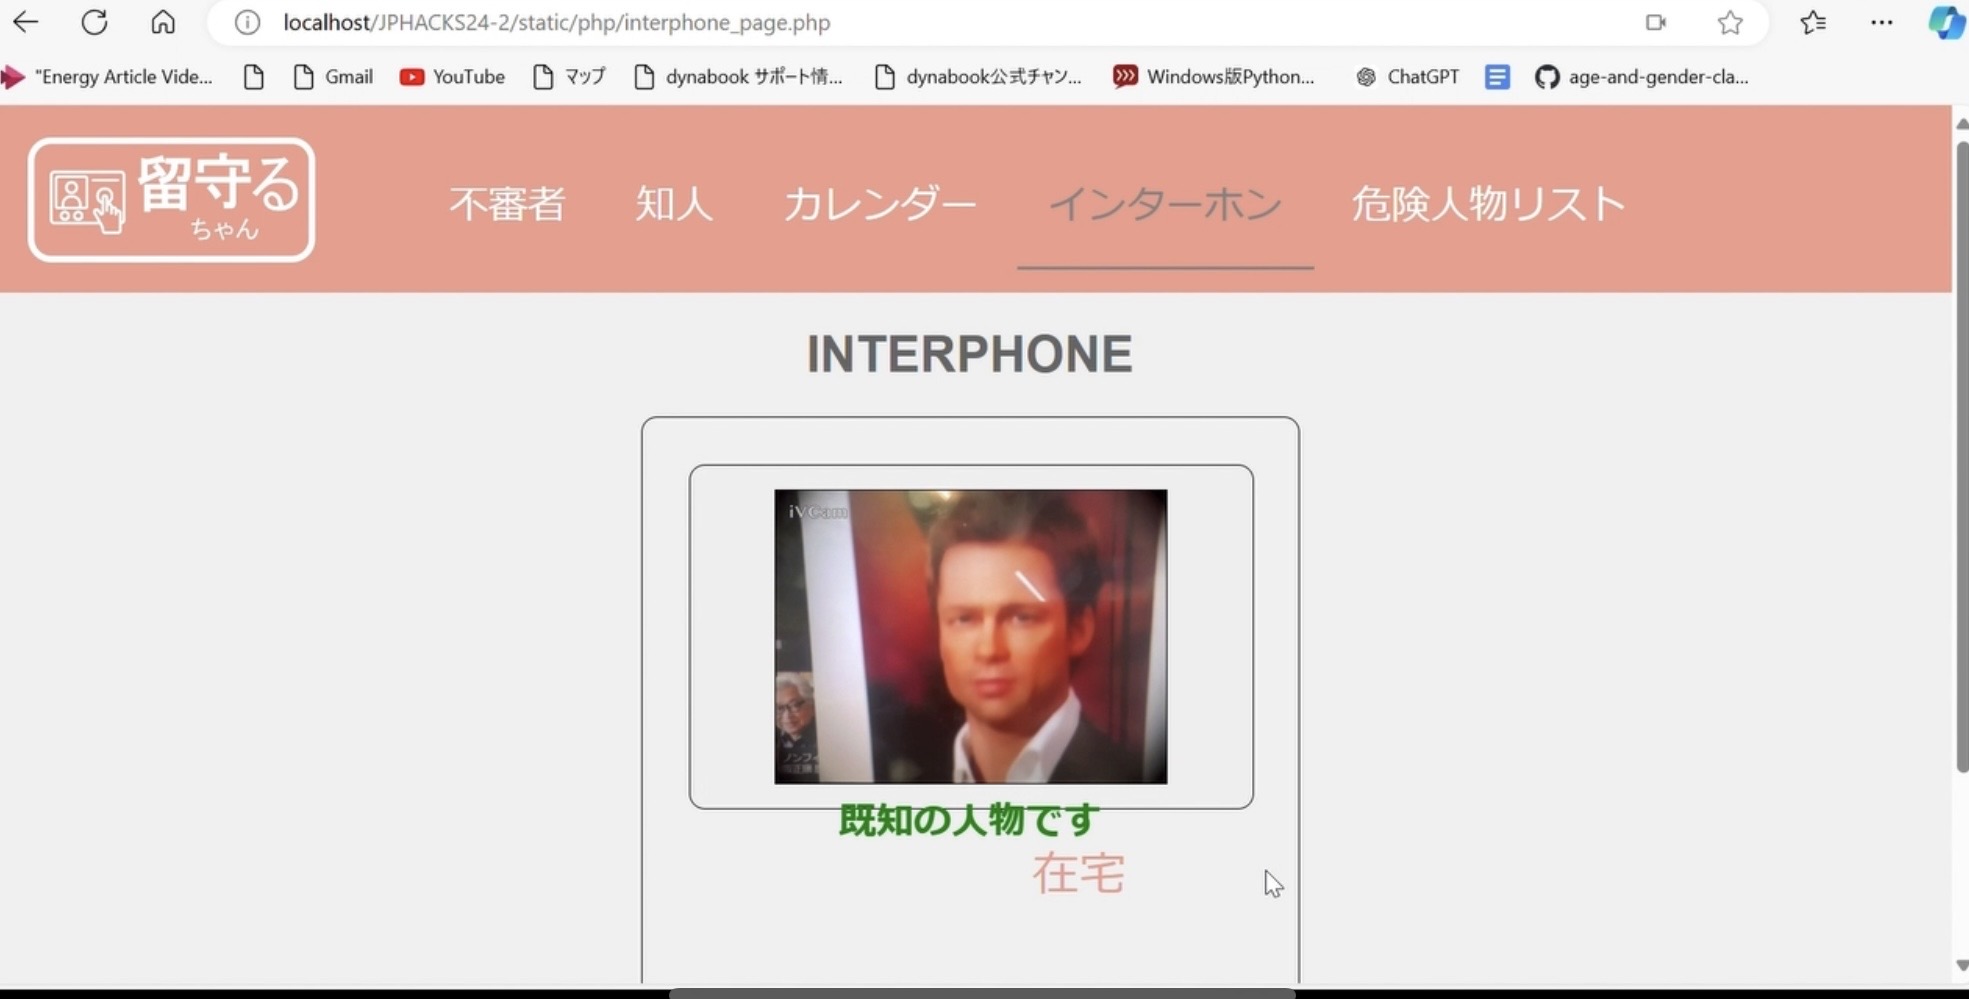 localhost/JPHACKS24-2/static/php/interphone_page.php
"Energy Article Vide... Gmail YouTube マップ dynabook サポート情... dynabook公式チャン... Windows版Python... ChatGPT age-and-gender-cla...
留守る
ちゃん
不審者 知人 カレンダー インターホン 危険人物リスト
INTERPHONE
iVCam
既知の人物です
在宅